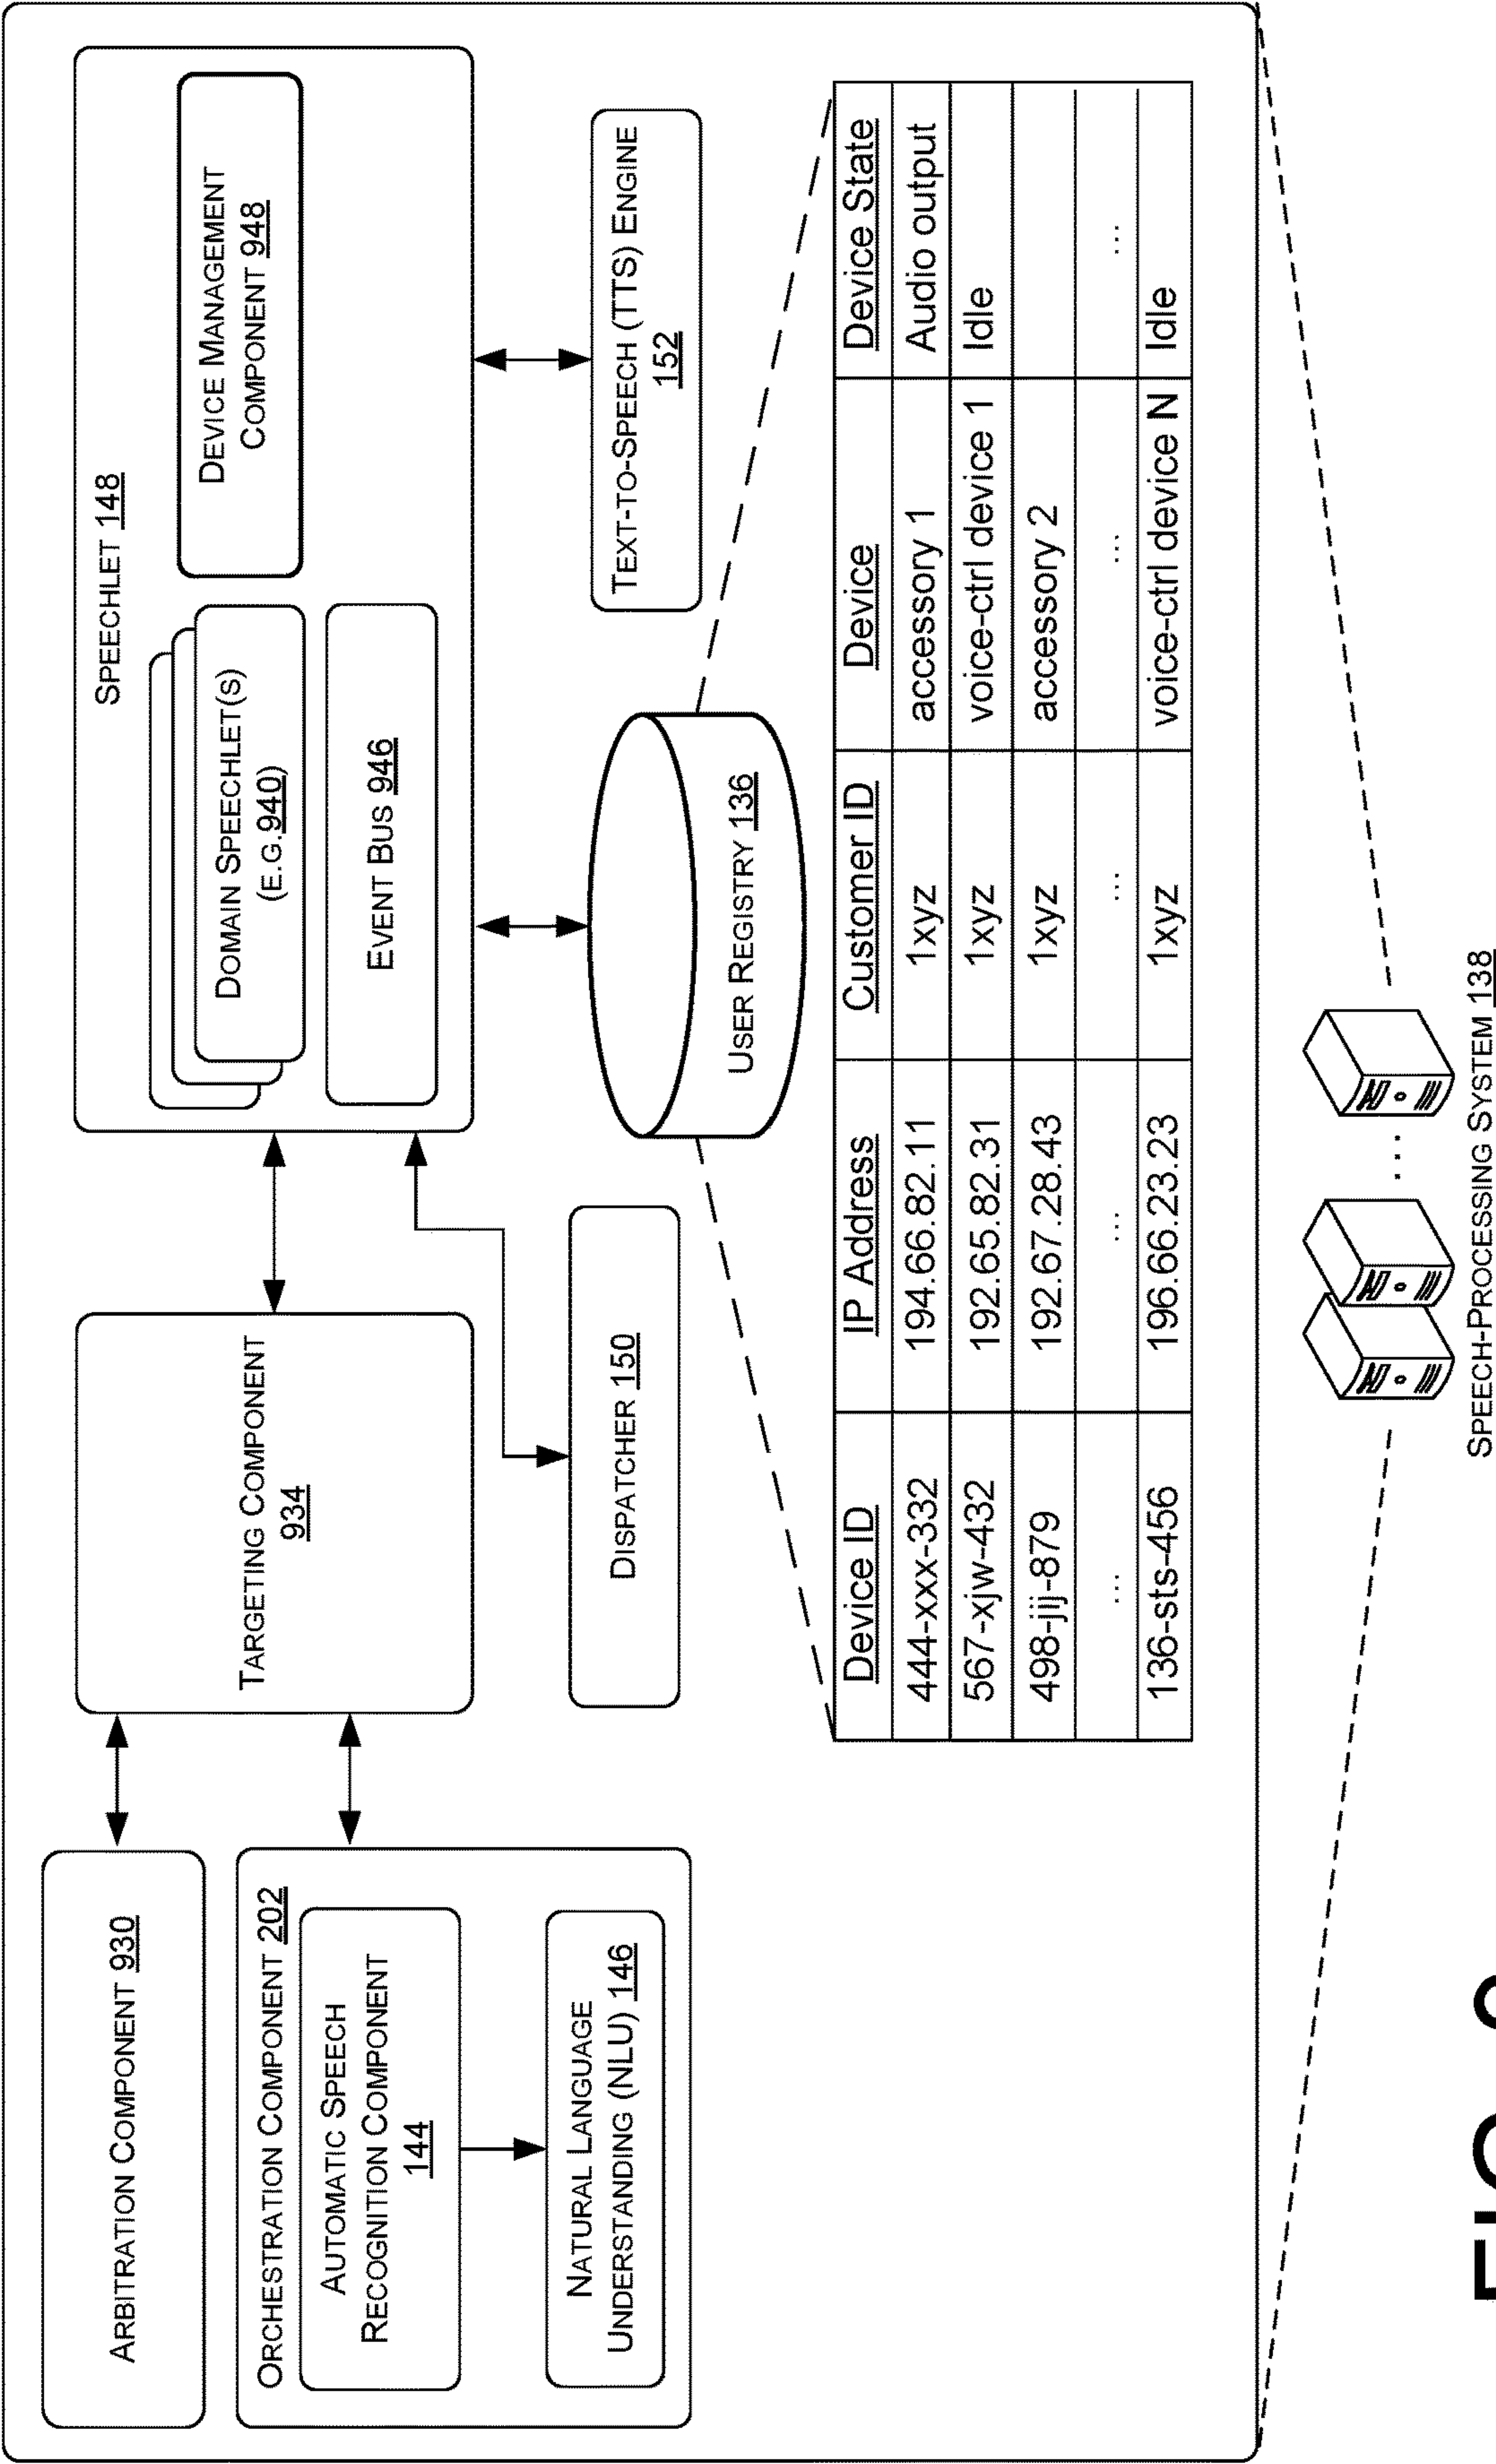 ARBITRATION COMPONENT 930
ORCHESTRATION COMPONENT 202
AUTOMATIC SPEECH
RECOGNITION COMPONENT
144
NATURAL LANGUAGE
UNDERSTANDING (NLU) 146
TARGETING COMPONENT
934
DISPATCHER 150
SPEECHLET 148
DOMAIN SPEECHLET(S)
(E.G.940)
EVENT BUS 946
DEVICE MANAGEMENT
COMPONENT 948
TEXT-TO-SPEECH (TTS) ENGINE
152
USER REGISTRY 136
Device ID IP Address Customer ID Device Device State
444-xxx-332 194.66.82.11 1xyz accessory 1 Audio output
567-xjw-432 192.65.82.31 1xyz voice-ctrl device 1 Idle
498-jij-879 192.67.28.43 1xyz accessory 2
... ... ... ... ...
136-sts-456 196.66.23.23 1xyz voice-ctrl device N Idle
...
SPEECH-PROCESSING SYSTEM 138